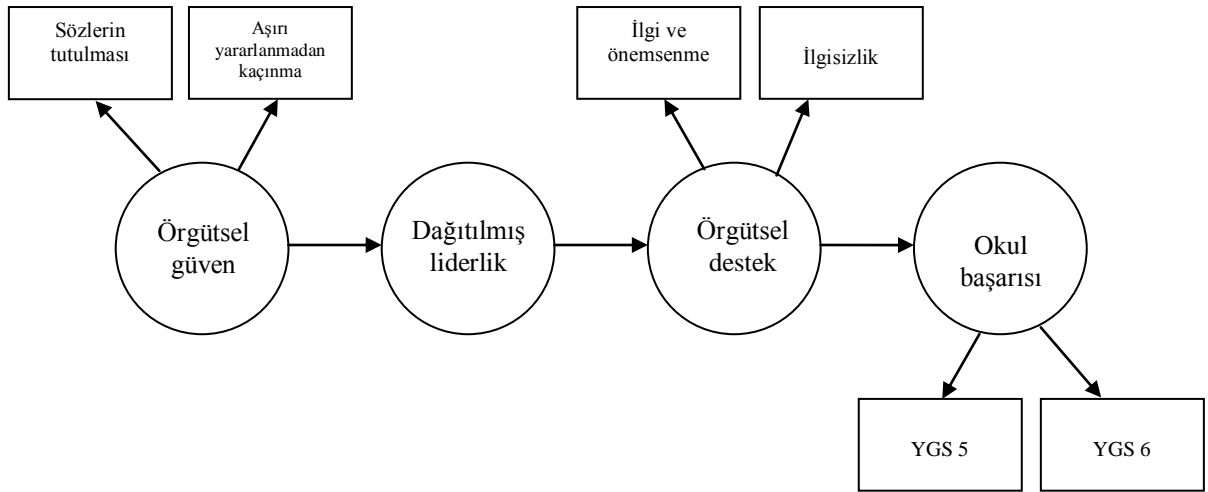 Sözlerin
tutulması
Aşırı
yararlanmadan
kaçınma
İlgi ve
önemsenme
İlgisizlik
Örgütsel
güven
Dağıtılmış
liderlik
Örgütsel
destek
Okul
başarısı
YGS 5
YGS 6